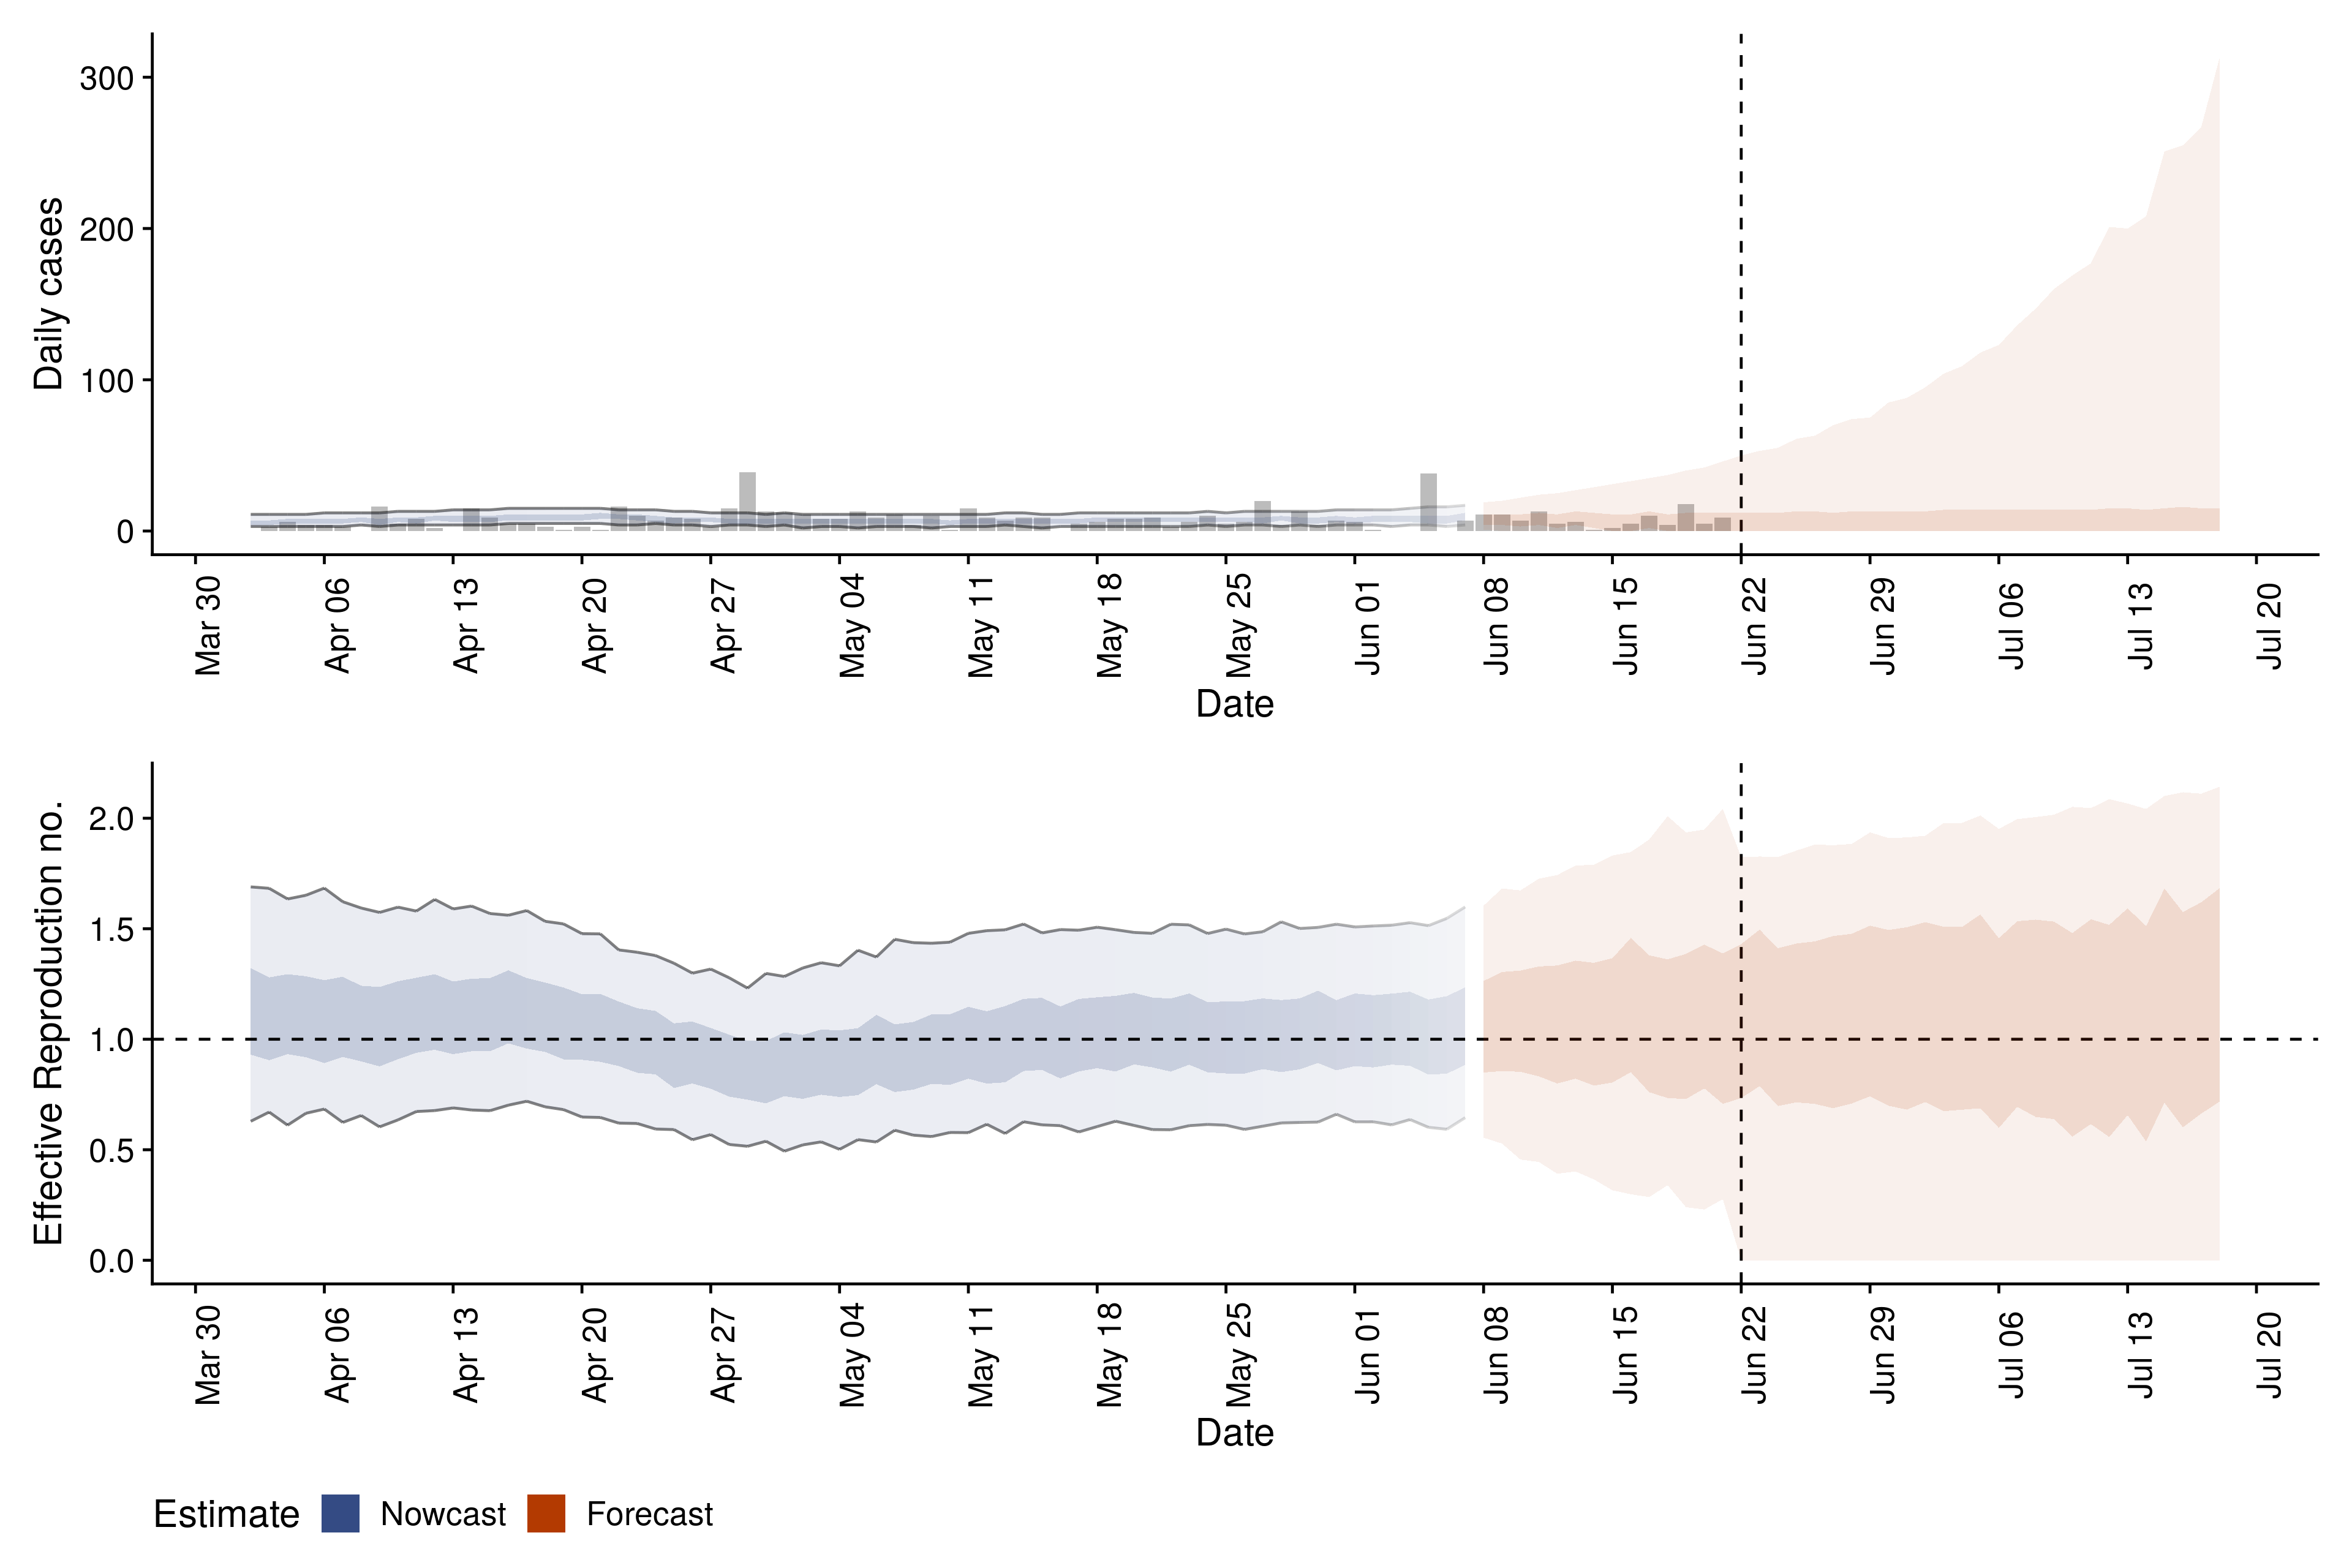 Daily cases
300
200
100
0
Mar 30
Apr 06
Apr 13
Apr 20
Apr 27
May 04
May 11
May 18
May 25
Jun 01
Jun 08
Jun 15
Jun 22
Jun 29
Jul 06
Jul 13
Jul 20
Date
Effective Reproduction no.
2.0
1.5
1.0
0.5
0.0
Mar 30
Apr 06
Apr 13
Apr 20
Apr 27
May 04
May 11
May 18
May 25
Jun 01
Jun 08
Jun 15
Jun 22
Jun 29
Jul 06
Jul 13
Jul 20
Date
Estimate Nowcast Forecast